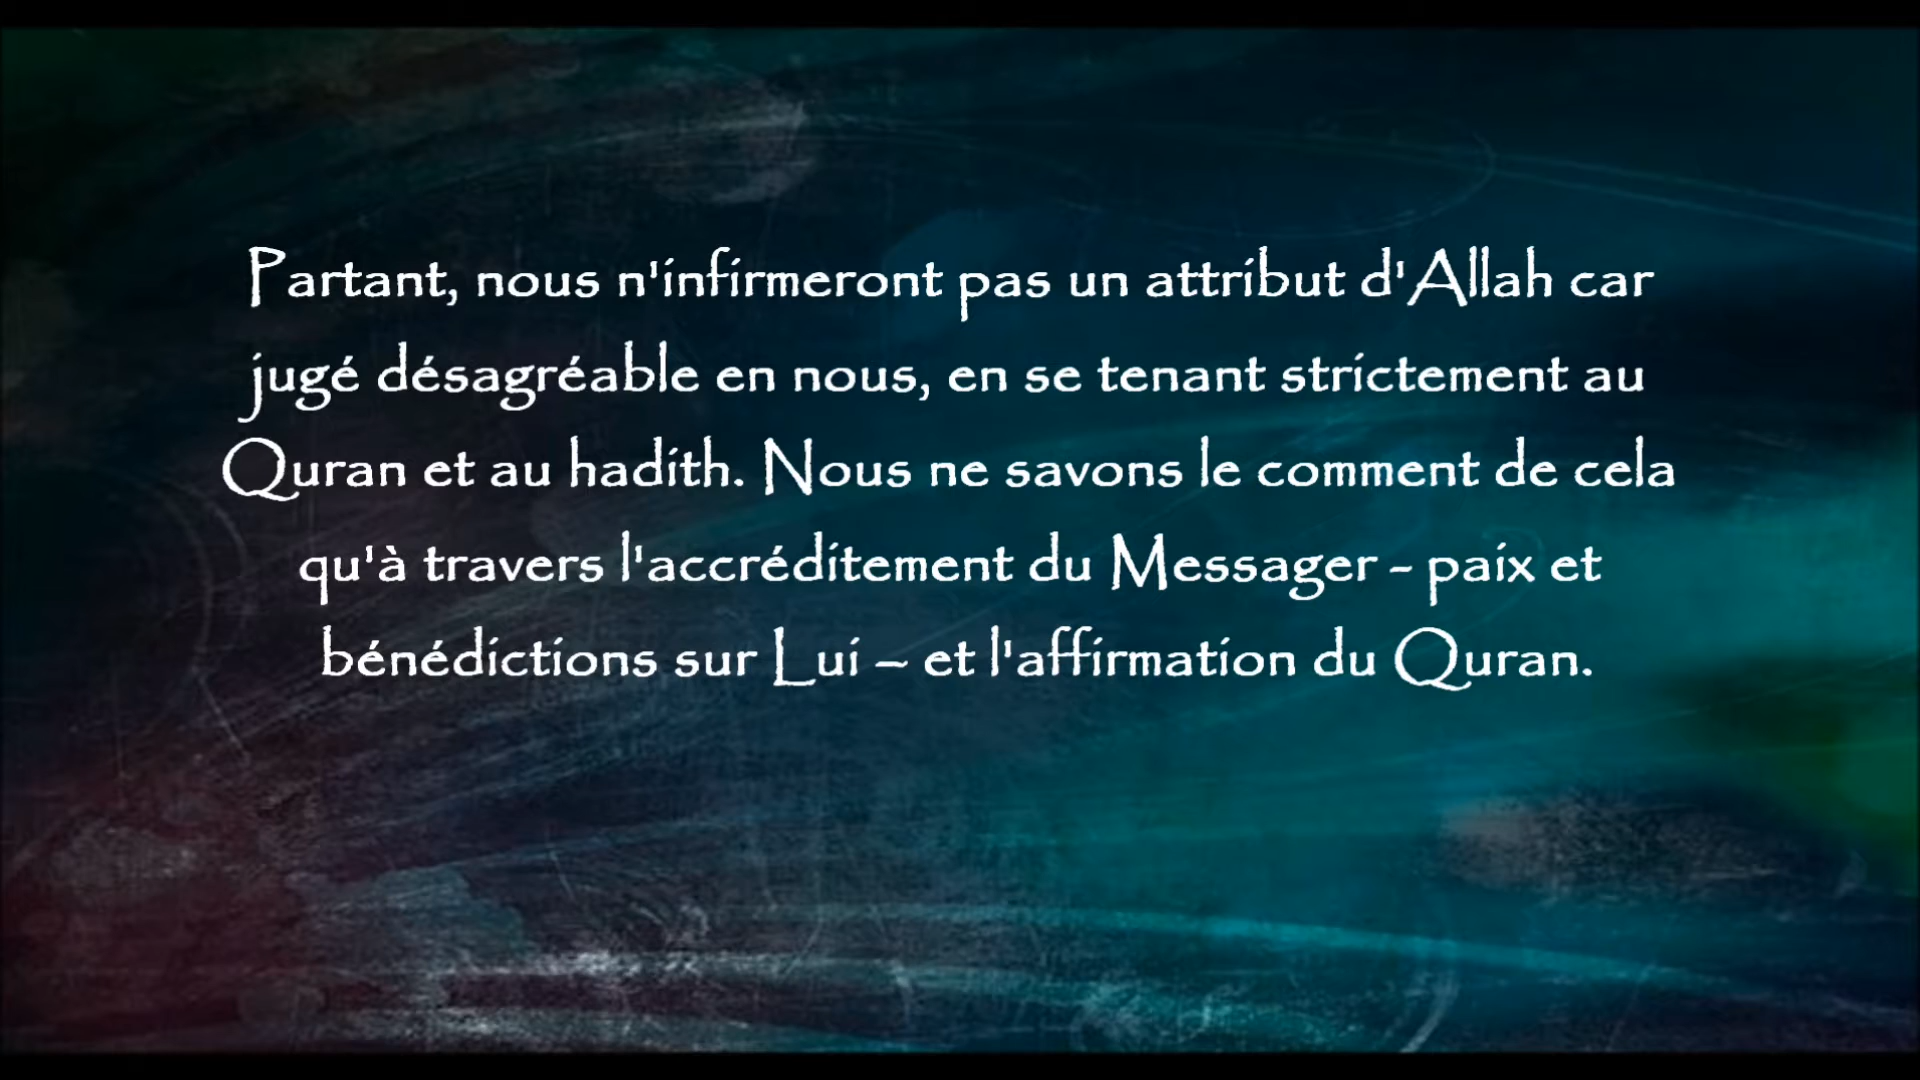 Partant, nous n'infirmeront pas un attribut d'Allah car
jugé désagréable en nous, en se tenant strictement au
Quran et au hadith. Nous ne savons le comment de cela
qu'à travers l'accréditement du Messager - paix et
bénédictions sur Lui – et l'affirmation du Quran.